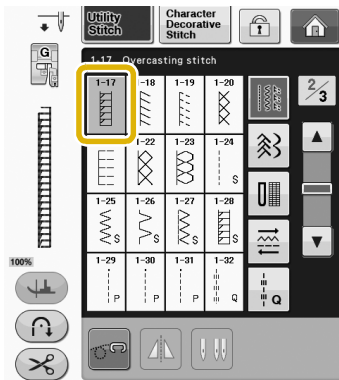 Utility
Stitch
Character
Decorative
Stitch
G
1-17 Overcasting stitch
1-17 1-18 1-19 1-20
2/3
1-22 1-23 1-24
S
1-25 1-26 1-27 1-28
S S S S
1-29 1-30 1-31 1-32
P P P Q
Q
100%